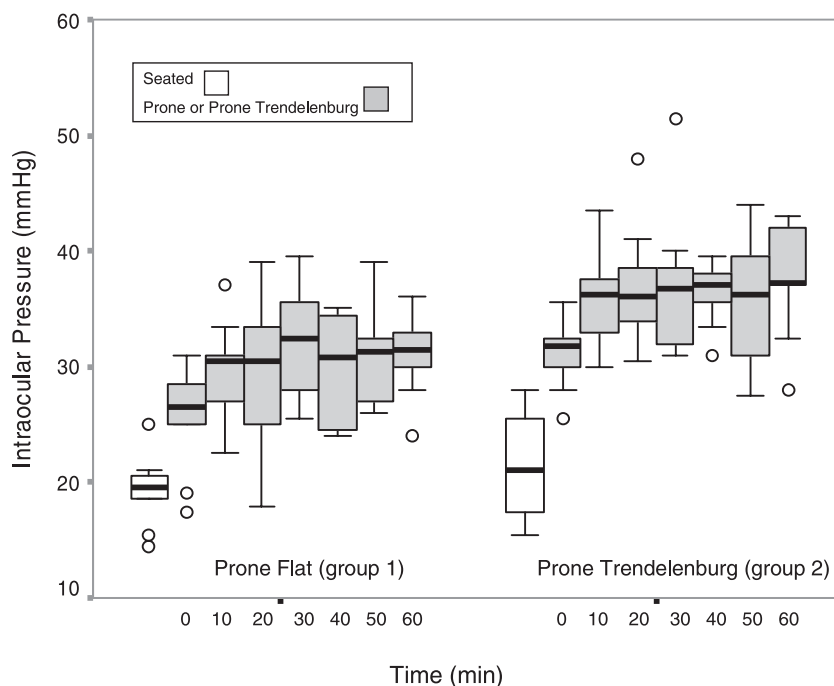 60
50
40
30
20
10
Intraocular Pressure (mmHg)
Seated
Prone or Prone Trendelenburg
Prone Flat (group 1)
Prone Trendelenburg (group 2)
0 10 20 30 40 50 60
0 10 20 30 40 50 60
Time (min)